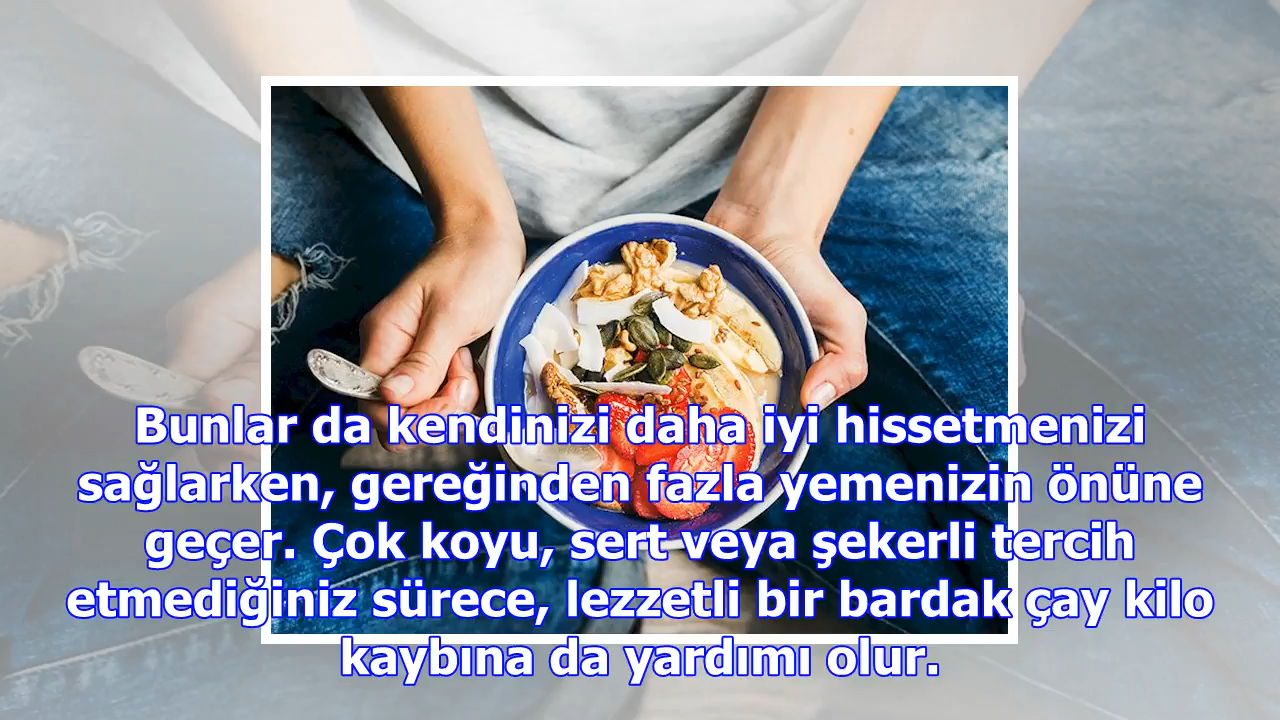 Bunlar da kendinizi daha iyi hissetmenizi
sağlarken, gereğinden fazla yemenizin önüne
geçer. Çok koyu, sert veya şekerli tercih
etmediğiniz sürece, lezzetli bir bardak çay kilo
kaybına da yardımı olur.